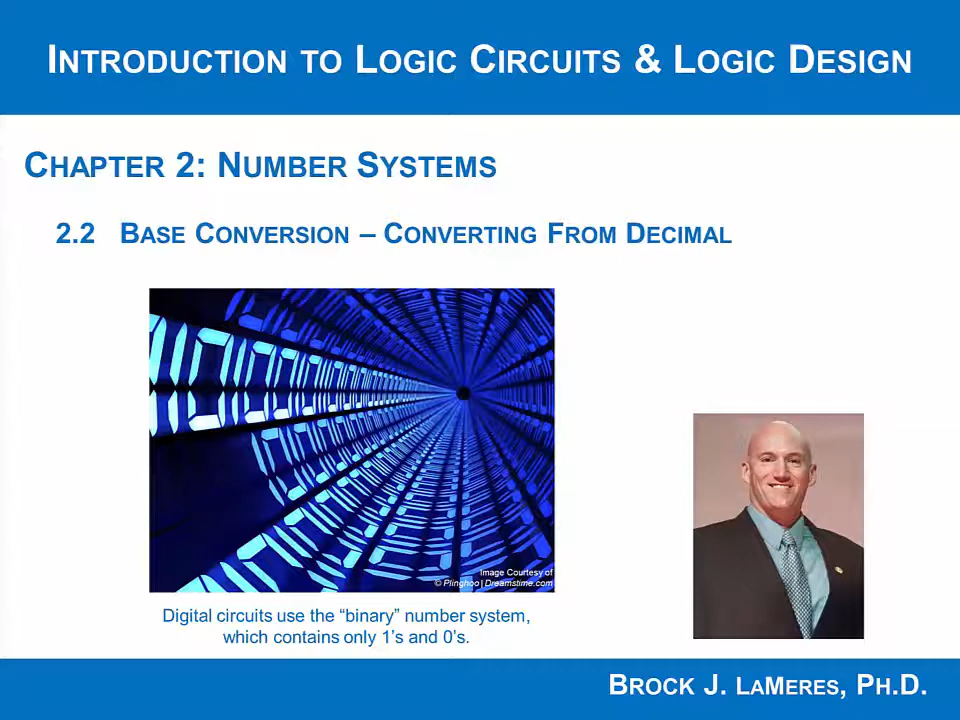 INTRODUCTION TO LOGIC CIRCUITS & LOGIC DESIGN
CHAPTER 2: NUMBER SYSTEMS
2.2 BASE CONVERSION – CONVERTING FROM DECIMAL
Image Courtesy of
© Plinghoo | Dreamstime.com
Digital circuits use the “binary” number system,
which contains only 1’s and 0’s.
BROCK J. LAMERES, PH.D.